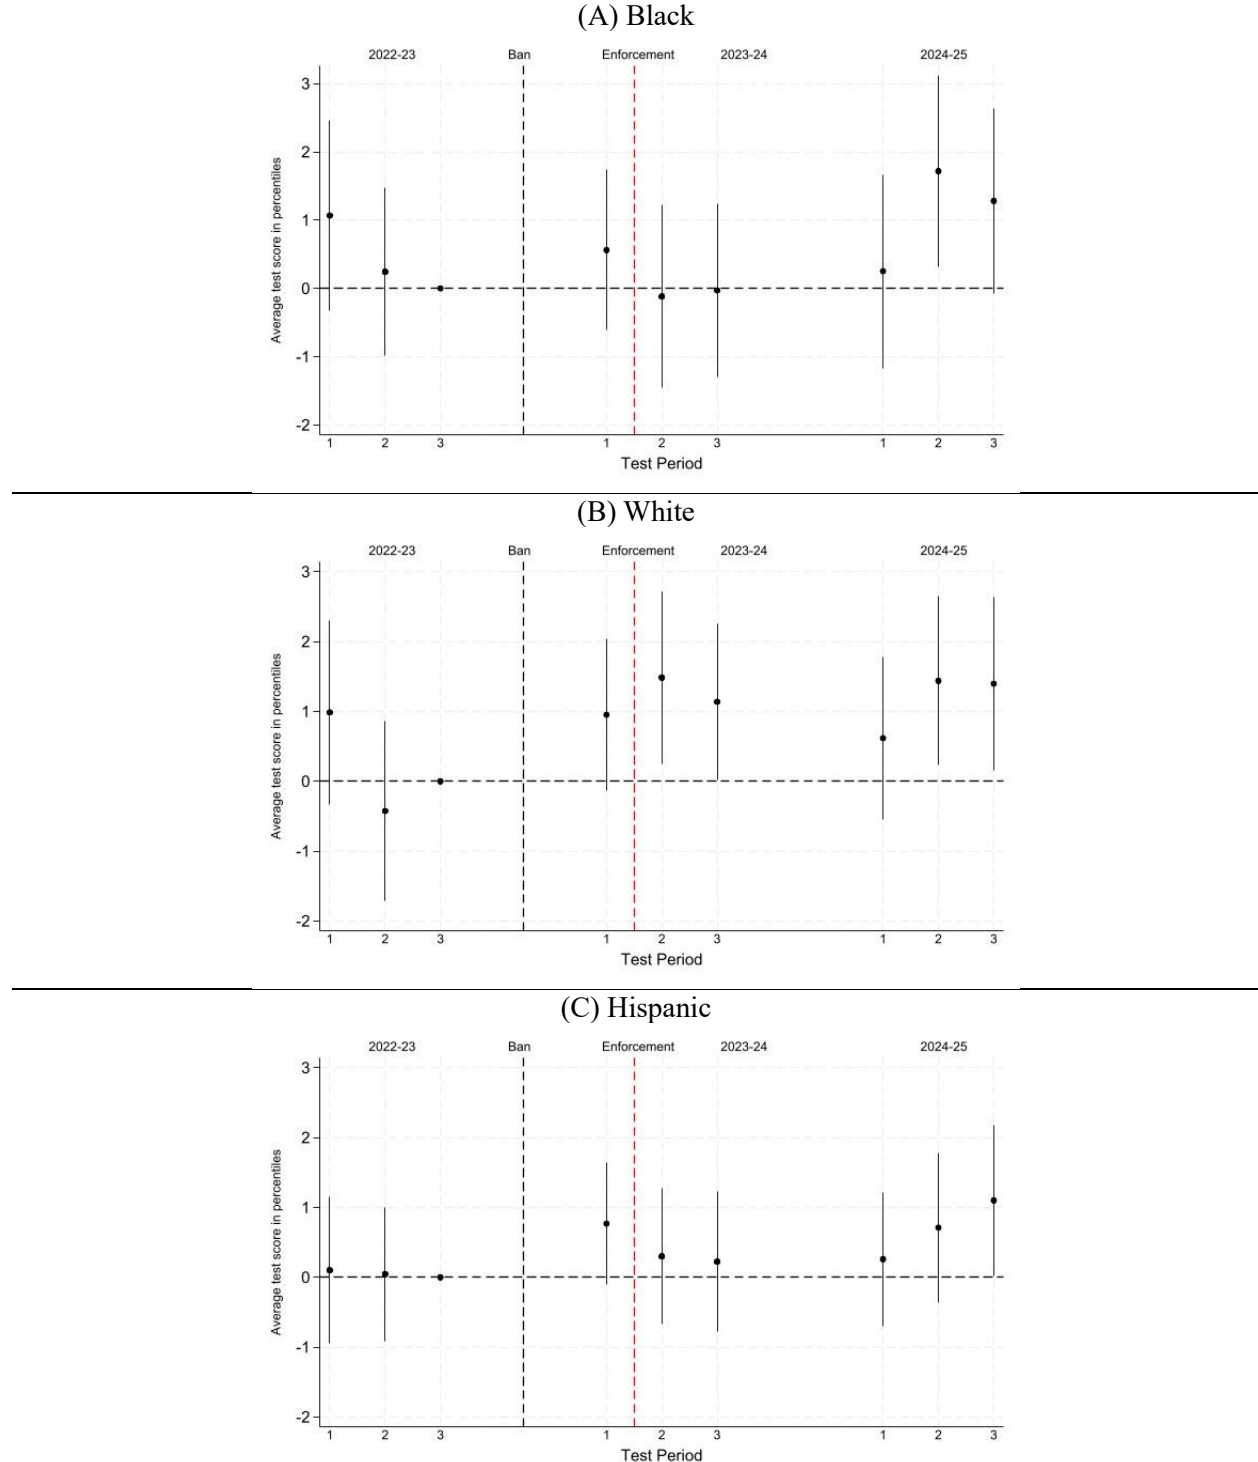 (A) Black
2022-23 Ban Enforcement 2023-24 2024-25
Average test score in percentiles
3
2
1
0
-1
-2
1 2 3 1 2 3 1 2 3
Test Period
(B) White
2022-23 Ban Enforcement 2023-24 2024-25
Average test score in percentiles
3
2
1
0
-1
-2
1 2 3 1 2 3 1 2 3
Test Period
(C) Hispanic
2022-23 Ban Enforcement 2023-24 2024-25
Average test score in percentiles
3
2
1
0
-1
-2
1 2 3 1 2 3 1 2 3
Test Period